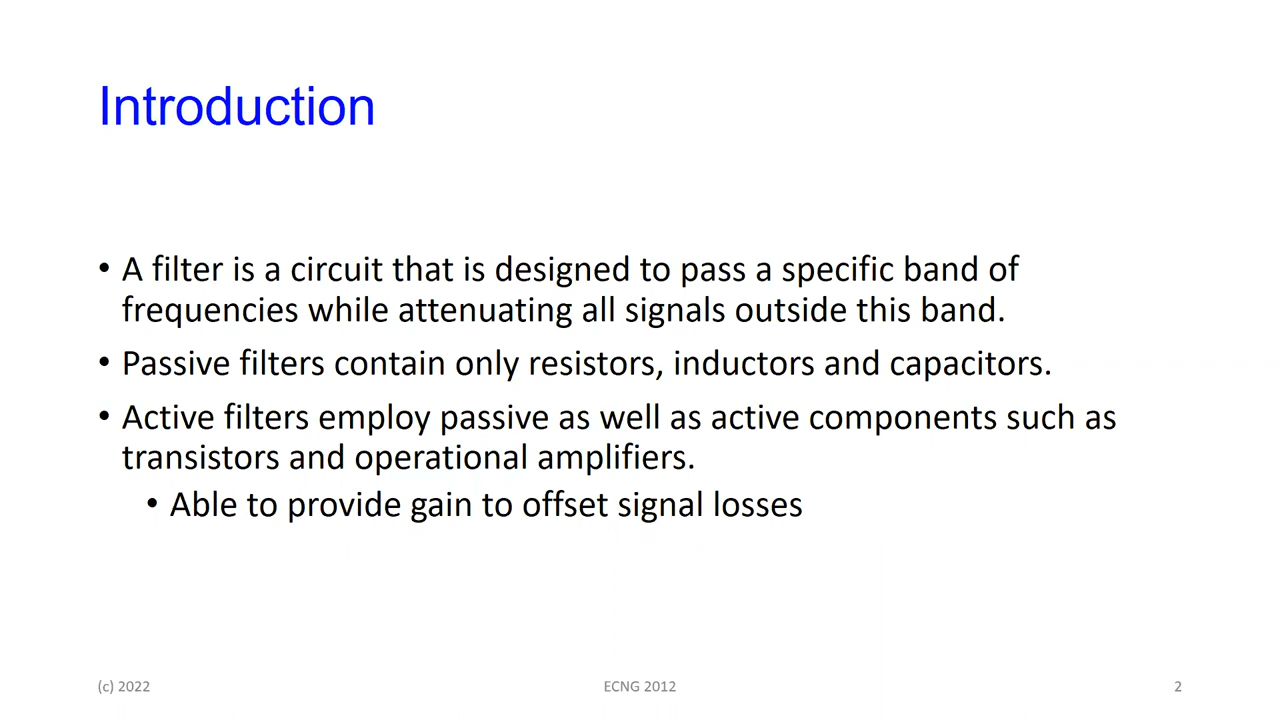 Introduction
• A filter is a circuit that is designed to pass a specific band of
frequencies while attenuating all signals outside this band.
• Passive filters contain only resistors, inductors and capacitors.
• Active filters employ passive as well as active components such as
transistors and operational amplifiers.
• Able to provide gain to offset signal losses
(c) 2022 ECNG 2012 2